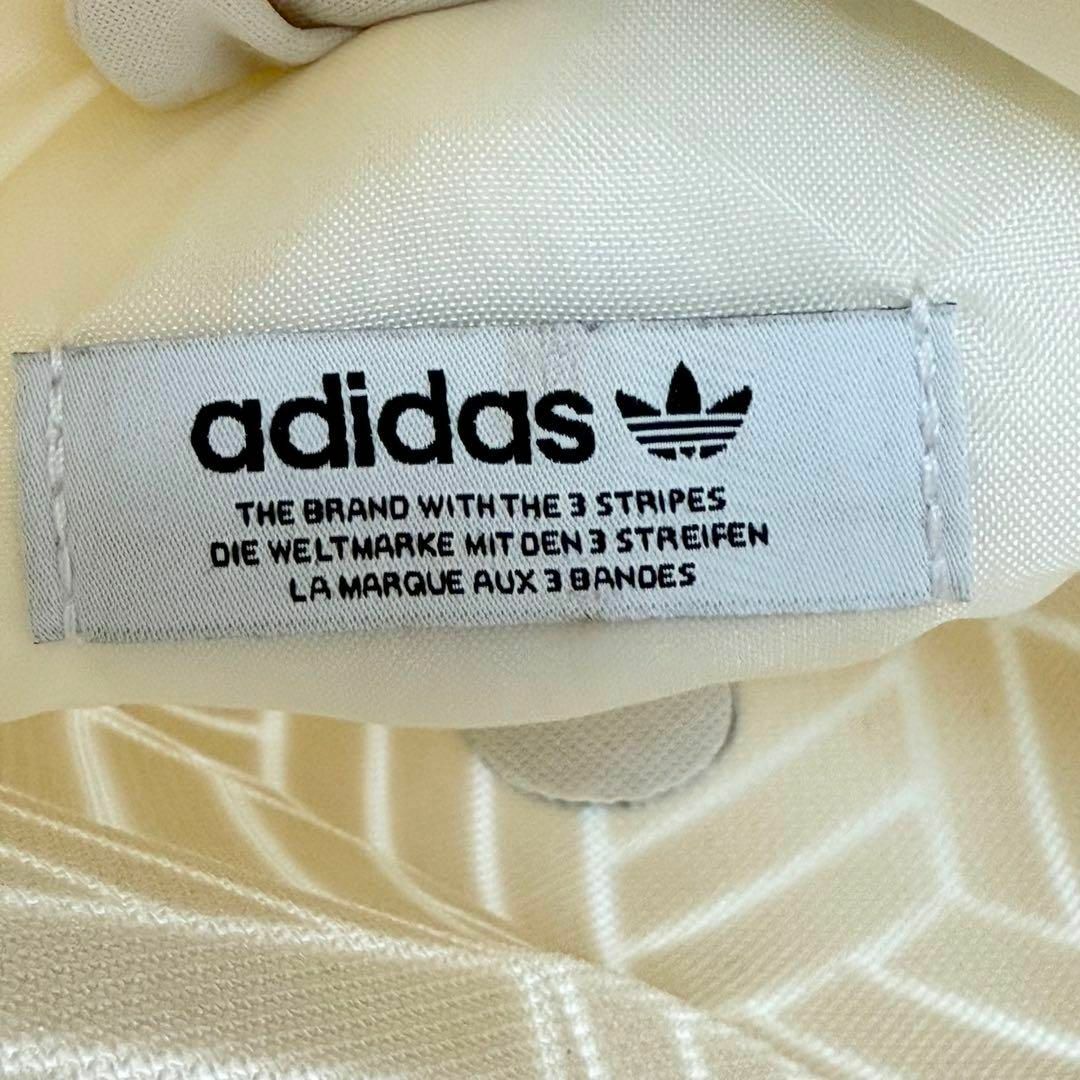 adidas
THE BRAND WITH THE 3 STRIPES
DIE WELTMARKE MIT DEN 3 STREIFEN
LA MARQUE AUX 3 BANDES